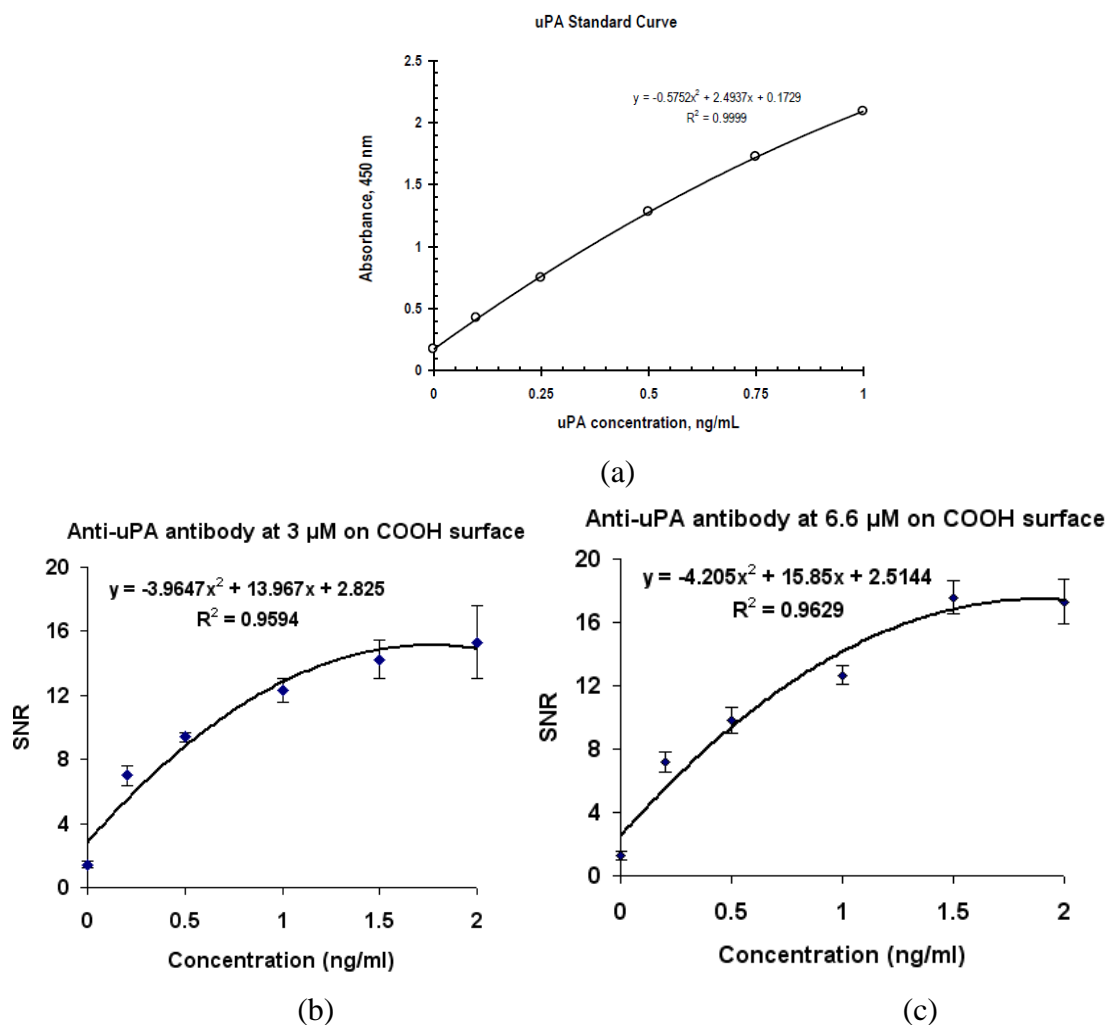 uPA Standard Curve
2.5
y = -0.5752x² + 2.4937x + 0.1729
R² = 0.9999
2
1.5
1
0.5
0
Absorbance, 450 nm
0 0.25 0.5 0.75 1
uPA concentration, ng/mL
(a)
Anti-uPA antibody at 3 µM on COOH surface
20
y = -3.9647x² + 13.967x + 2.825
R² = 0.9594
16
12
8
4
0
SNR
0 0.5 1 1.5 2
Concentration (ng/ml)
(b)
Anti-uPA antibody at 6.6 µM on COOH surface
20
y = -4.205x² + 15.85x + 2.5144
R² = 0.9629
16
12
8
4
0
SNR
0 0.5 1 1.5 2
Concentration (ng/ml)
(c)